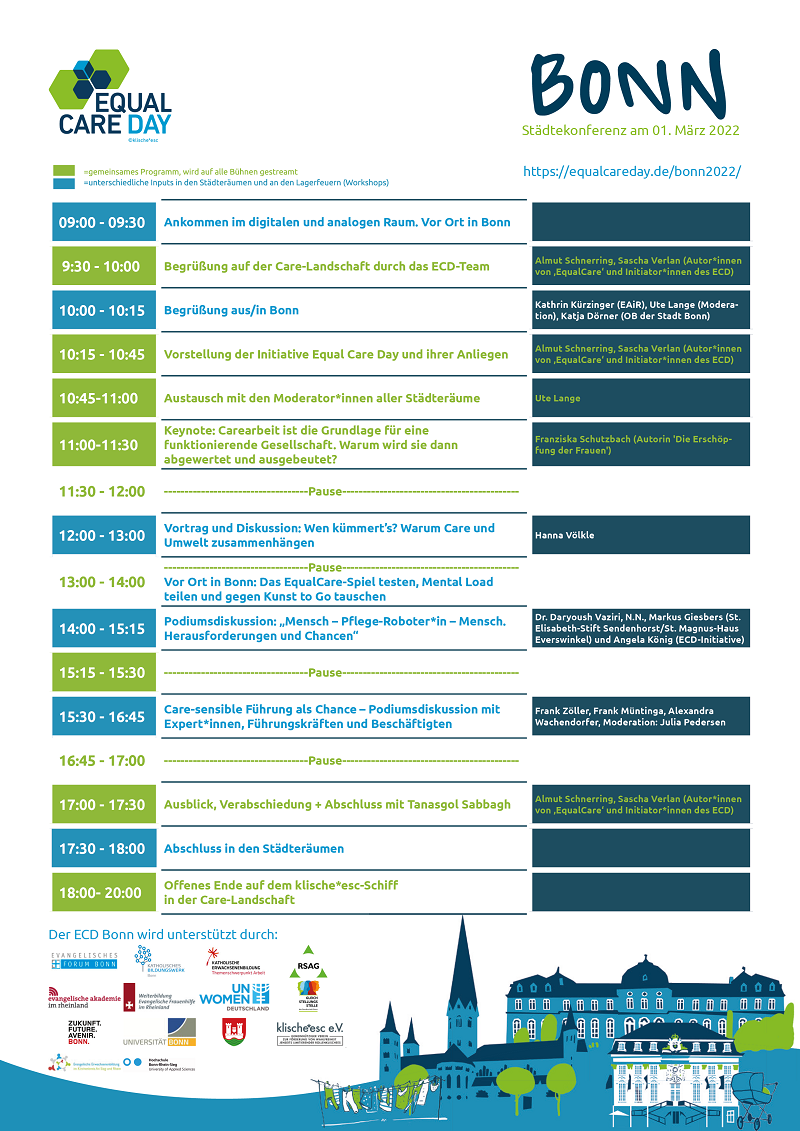 EQUAL
CARE DAY
©klische*esc
BONN
Städtekonferenz am 01. März 2022
=gemeinsames Programm, wird auf alle Bühnen gestreamt
=unterschiedliche Inputs in den Städteräumen und an den Lagerfeuern (Workshops)
https://equalcareday.de/bonn2022/
09:00 - 09:30
Ankommen im digitalen und analogen Raum. Vor Ort in Bonn
9:30 - 10:00
Begrüßung auf der Care-Landschaft durch das ECD-Team
Almut Schnerring, Sascha Verlan (Autor*innen
von ‚EqualCare‘ und Initiator*innen des ECD)
10:00 - 10:15
Begrüßung aus/in Bonn
Kathrin Kürzinger (EAiR), Ute Lange (Modera-
tion), Katja Dörner (OB der Stadt Bonn)
10:15 - 10:45
Vorstellung der Initiative Equal Care Day und ihrer Anliegen
Almut Schnerring, Sascha Verlan (Autor*innen
von ‚EqualCare‘ und Initiator*innen des ECD)
10:45-11:00
Austausch mit den Moderator*innen aller Städteräume
Ute Lange
11:00-11:30
Keynote: Carearbeit ist die Grundlage für eine
funktionierende Gesellschaft. Warum wird sie dann
abgewertet und ausgebeutet?
Franziska Schutzbach (Autorin 'Die Erschöp-
fung der Frauen')
11:30 - 12:00
-----------------------------------Pause-------------------------------------------
12:00 - 13:00
Vortrag und Diskussion: Wen kümmert’s? Warum Care und
Umwelt zusammenhängen
Hanna Völkle
13:00 - 14:00
-----------------------------------Pause-------------------------------------------
Vor Ort in Bonn: Das EqualCare-Spiel testen, Mental Load
teilen und gegen Kunst to Go tauschen
14:00 - 15:15
Podiumsdiskussion: „Mensch – Pflege-Roboter*in – Mensch.
Herausforderungen und Chancen“
Dr. Daryoush Vaziri, N.N., Markus Giesbers (St.
Elisabeth-Stift Sendenhorst/St. Magnus-Haus
Everswinkel) und Angela König (ECD-Initiative)
15:15 - 15:30
-----------------------------------Pause-------------------------------------------
15:30 - 16:45
Care-sensible Führung als Chance – Podiumsdiskussion mit
Expert*innen, Führungskräften und Beschäftigten
Frank Zöller, Frank Müntinga, Alexandra
Wachendorfer, Moderation: Julia Pedersen
16:45 - 17:00
-----------------------------------Pause-------------------------------------------
17:00 - 17:30
Ausblick, Verabschiedung + Abschluss mit Tanasgol Sabbagh
Almut Schnerring, Sascha Verlan (Autor*innen
von ‚EqualCare‘ und Initiator*innen des ECD)
17:30 - 18:00
Abschluss in den Städteräumen
18:00- 20:00
Offenes Ende auf dem klische*esc-Schiff
in der Care-Landschaft
Der ECD Bonn wird unterstützt durch:
EVANGELISCHES
FORUM BONN
KATHOLISCHES
BILDUNGSWERK
Bonn
KATHOLISCHE
ERWACHSENENBILDUNG
Themenschwerpunkt Arbeit
RSAG
evangelische akademie
im rheinland
Weiterbildung
Evangelische Frauenhilfe
im Rheinland
UN
WOMEN
DEUTSCHLAND
GLEICH
STELLUNGS
STELLE
ZUKUNFT.
FUTURE.
AVENIR.
BONN.
UNIVERSITÄT BONN
klische*esc e.V.
Hochschule
Bonn-Rhein-Sieg
University of Applied Sciences